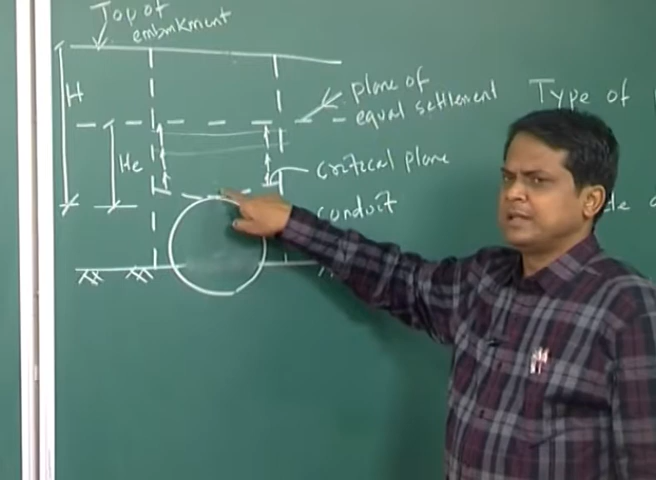 Top of
embankment
H
plane of
equal settlement
Type of
He
critical plane
conduit